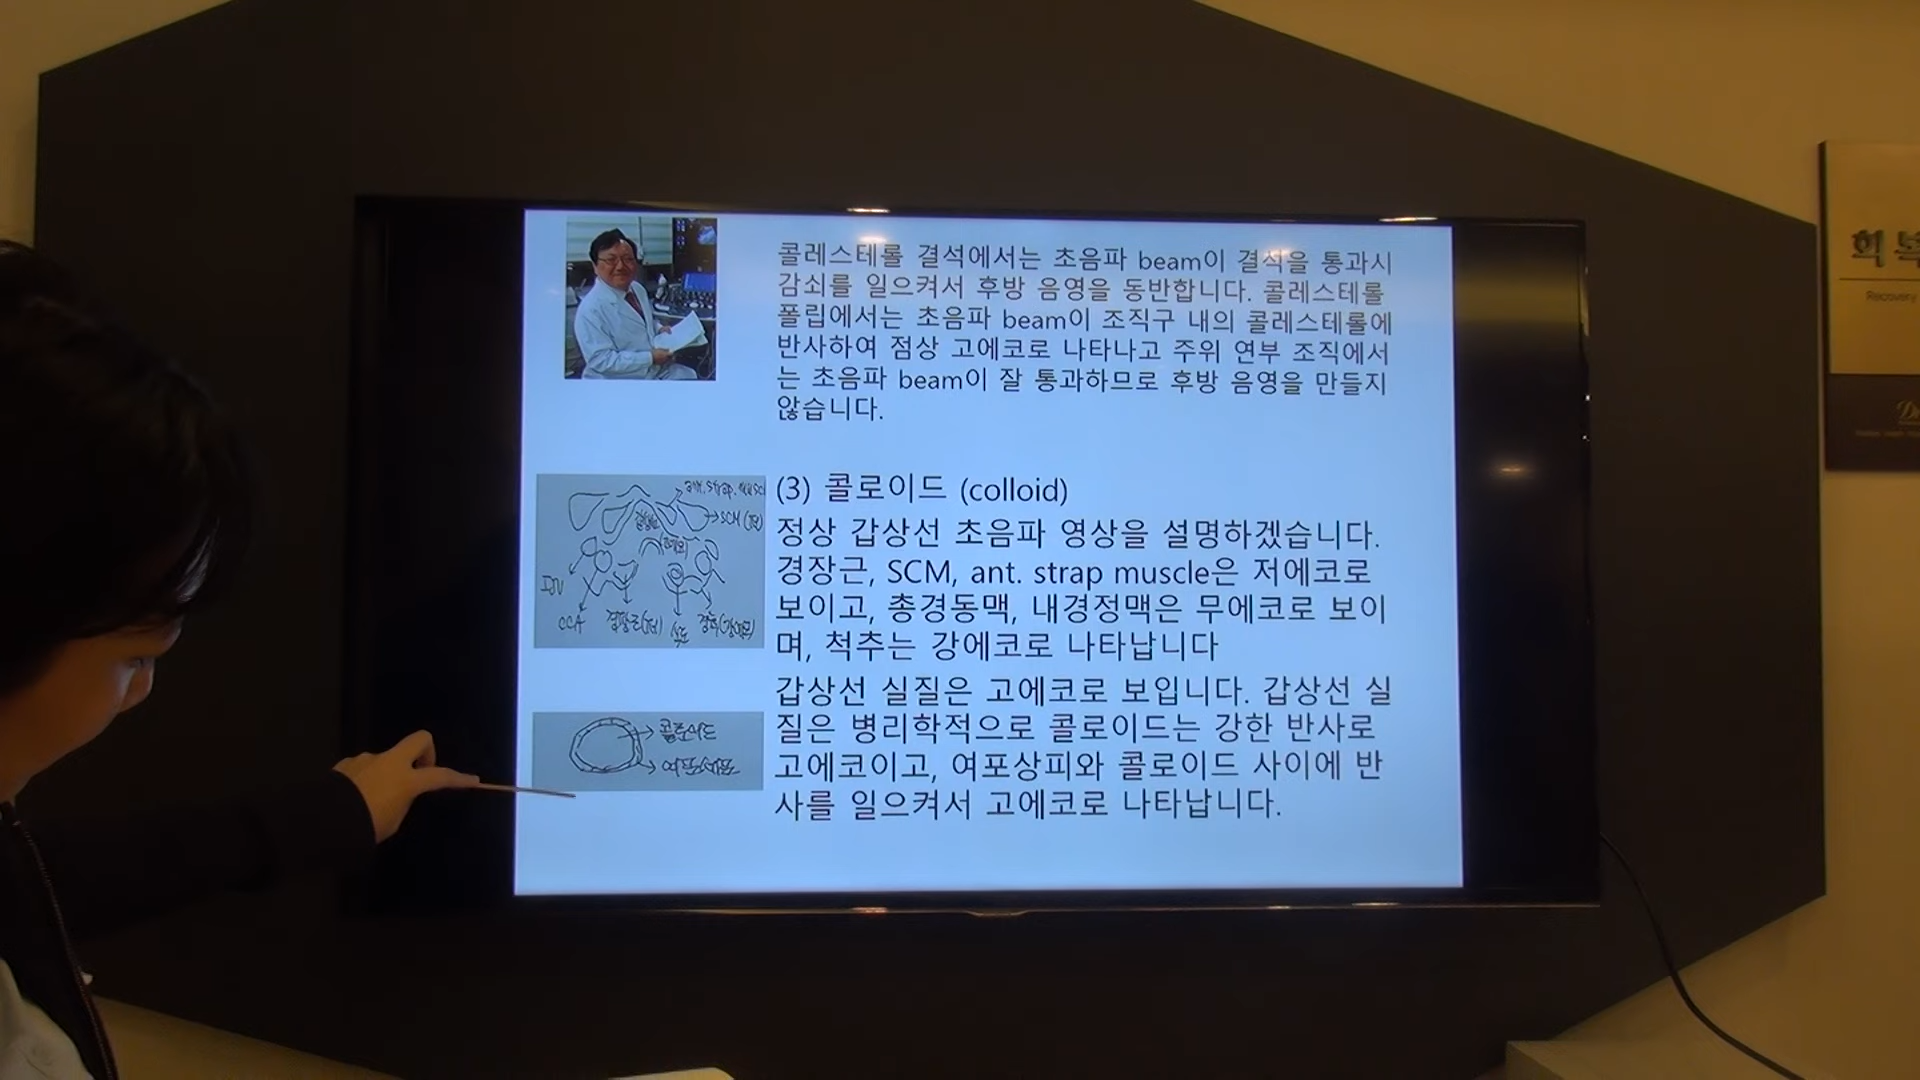 콜레스테롤 결석에서는 초음파 beam이 결석을 통과시
감쇠를 일으켜서 후방 음영을 동반합니다. 콜레스테롤
폴립에서는 초음파 beam이 조직구 내의 콜레스테롤에
반사하여 점상 고에코로 나타나고 주위 연부 조직에서
는 초음파 beam이 잘 통과하므로 후방 음영을 만들지
않습니다.
(3) 콜로이드 (colloid)
정상 갑상선 초음파 영상을 설명하겠습니다.
경장근, SCM, ant. strap muscle은 저에코로
보이고, 총경동맥, 내경정맥은 무에코로 보이
며, 척추는 강에코로 나타납니다
갑상선 실질은 고에코로 보입니다. 갑상선 실
질은 병리학적으로 콜로이드는 강한 반사로
고에코이고, 여포상피와 콜로이드 사이에 반
사를 일으켜서 고에코로 나타납니다.
ant. strap. musc
SCM (저)
CCA
콜로이드
회복
Recovery